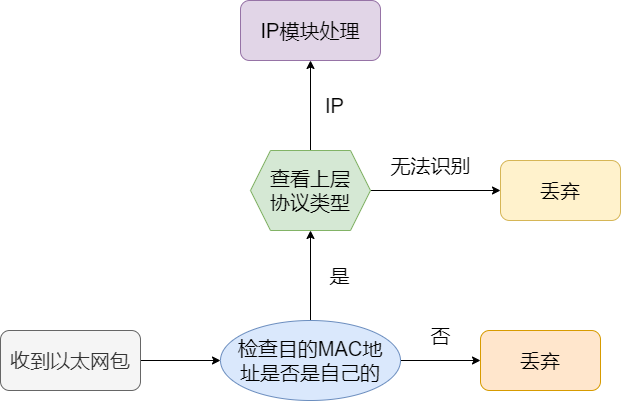 IP模块处理
IP
查看上层
协议类型
无法识别
丢弃
是
收到以太网包
检查目的MAC地
址是否是自己的
否
丢弃